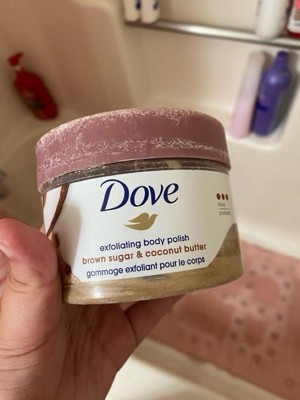 Dove
exfoliating body polish
brown sugar & coconut butter
gommage exfoliant pour le corps